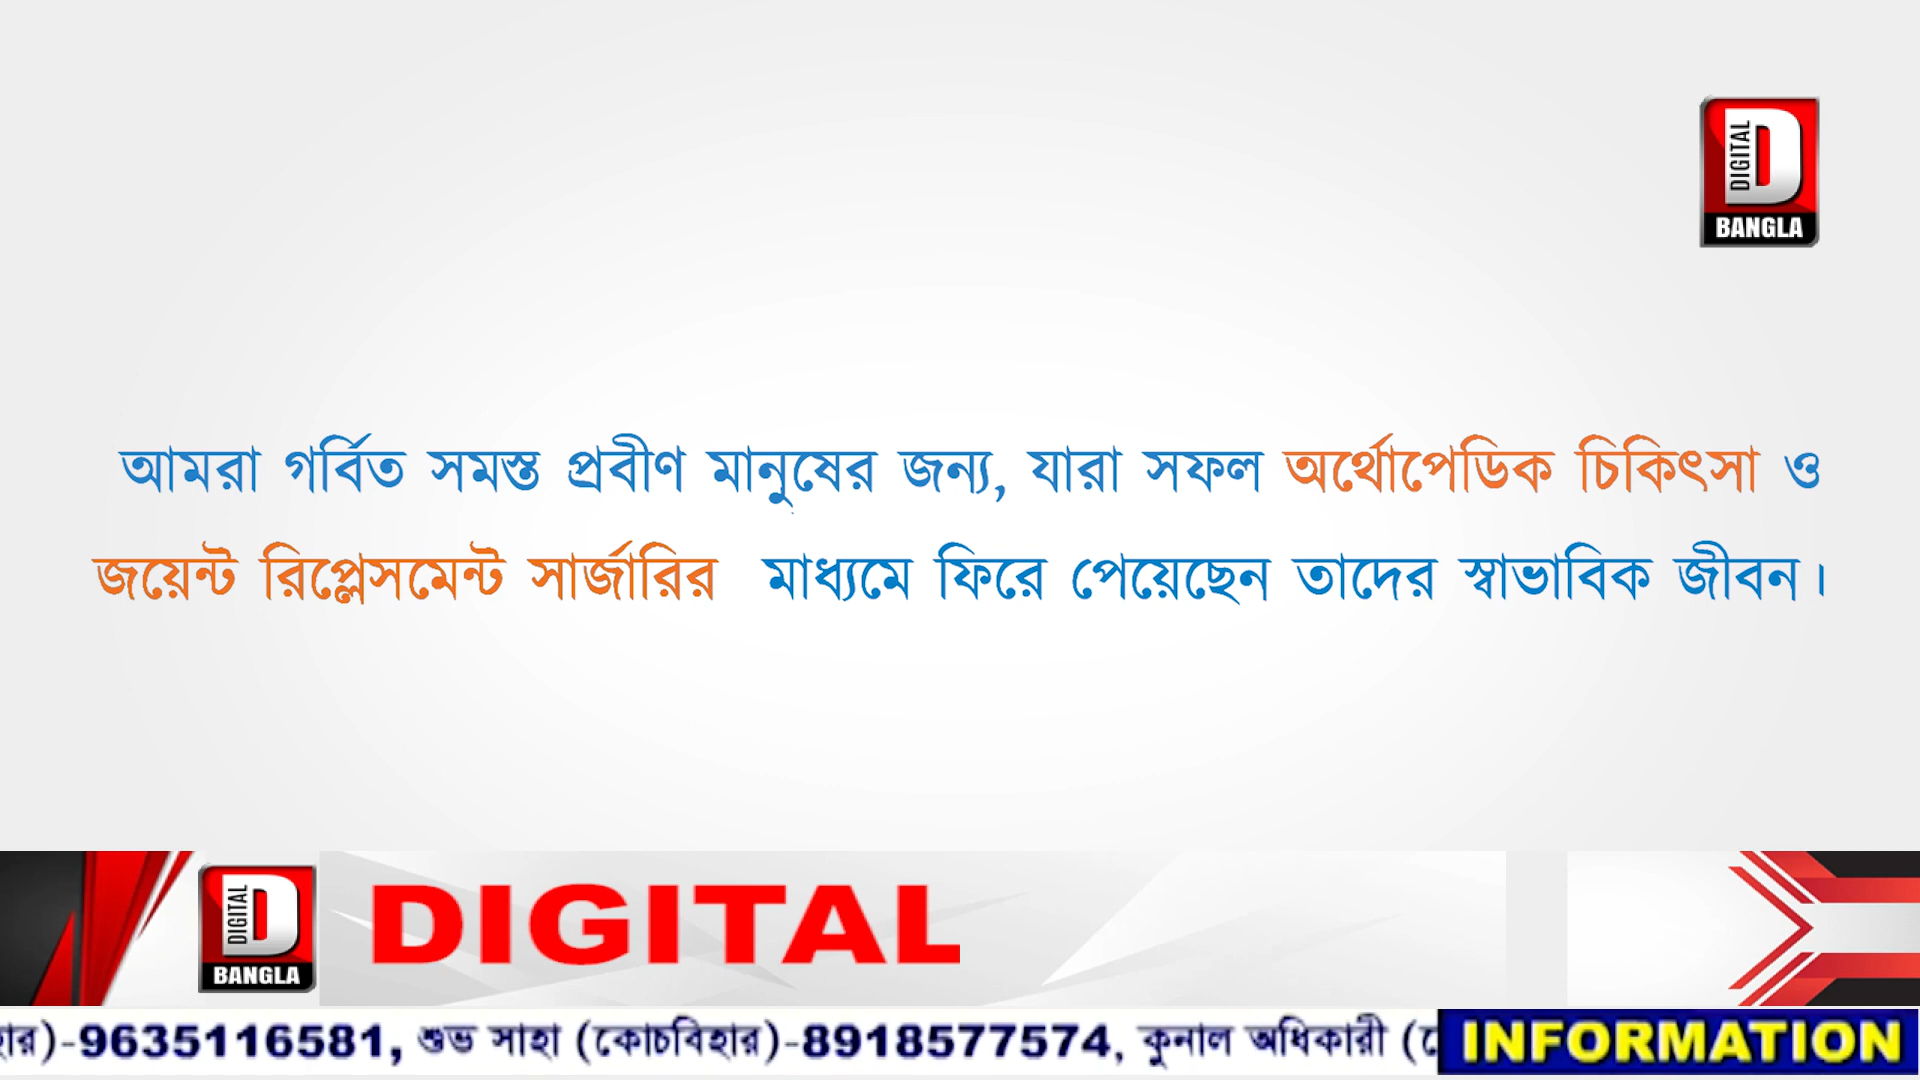 DIGITAL
BANGLA
আমরা গর্বিত সমস্ত প্রবীণ মানুষের জন্য, যারা সফল অর্থোপেডিক চিকিৎসা ও
জয়েন্ট রিপ্লেসমেন্ট সার্জারির মাধ্যমে ফিরে পেয়েছেন তাদের স্বাভাবিক জীবন।
DIGITAL
BANGLA
DIGITAL
হার)-9635116581, শুভ সাহা (কোচবিহার)-8918577574, কুনাল অধিকারী (
INFORMATION